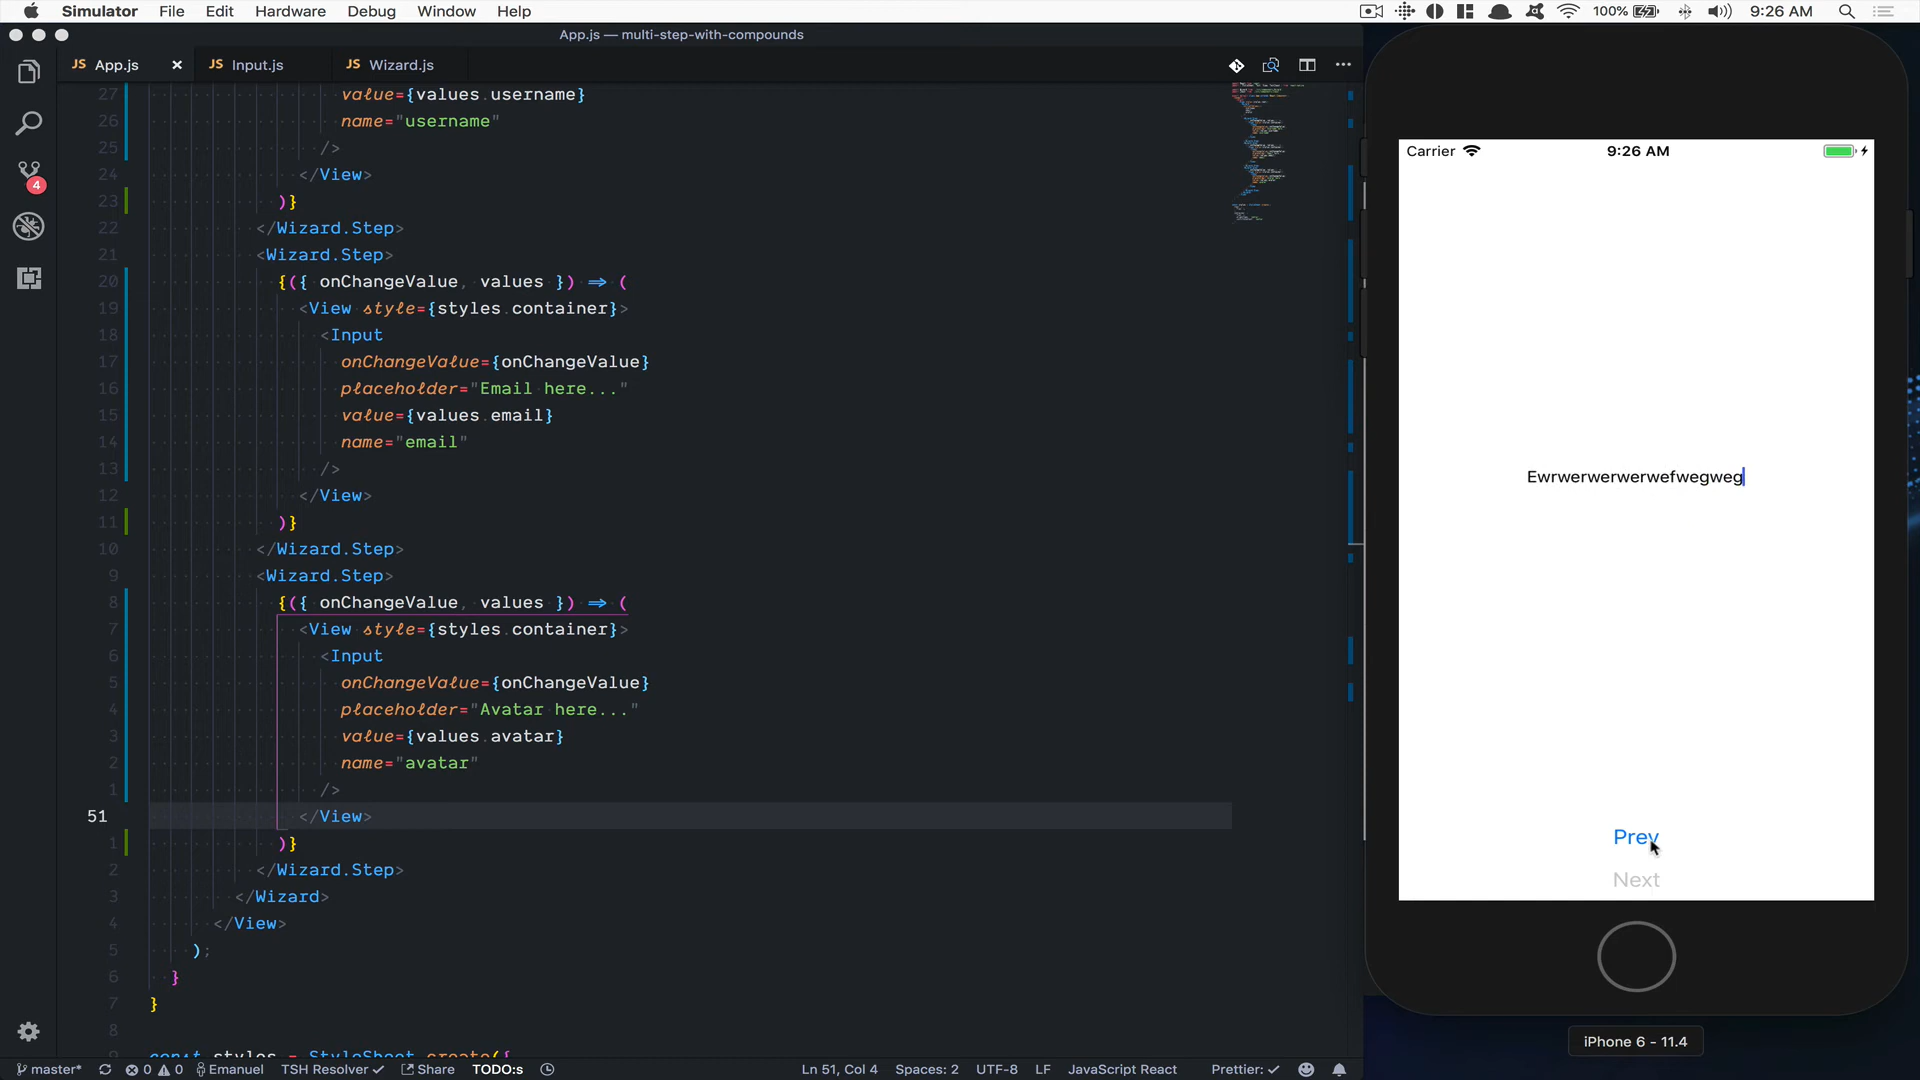 Simulator File Edit Hardware Debug Window Help
100% 9:26 AM
App.js — multi-step-with-compounds
JS App.js JS Input.js JS Wizard.js
27 value={values.username}
26 name="username"
25 />
24 </View>
23 )}
22 </Wizard.Step>
21 <Wizard.Step>
20 {({ onChangeValue, values }) => (
19 <View style={styles.container}>
18 <Input
17 onChangeValue={onChangeValue}
16 placeholder="Email here..."
15 value={values.email}
14 name="email"
13 />
12 </View>
11 )}
10 </Wizard.Step>
9 <Wizard.Step>
8 {({ onChangeValue, values }) => (
7 <View style={styles.container}>
6 <Input
5 onChangeValue={onChangeValue}
4 placeholder="Avatar here..."
3 value={values.avatar}
2 name="avatar"
1 />
51 </View>
1 )}
2 </Wizard.Step>
3 </Wizard>
4 </View>
5 );
6 }
7 }
8
9 const styles = StyleSheet.create({
4
master* 0 0 Emanuel TSH Resolver Share TODO:s Ln 51, Col 4 Spaces: 2 UTF-8 LF JavaScript React Prettier:
Carrier 9:26 AM
Ewrwerwerwerwefwegweg
Prev
Next
iPhone 6 - 11.4